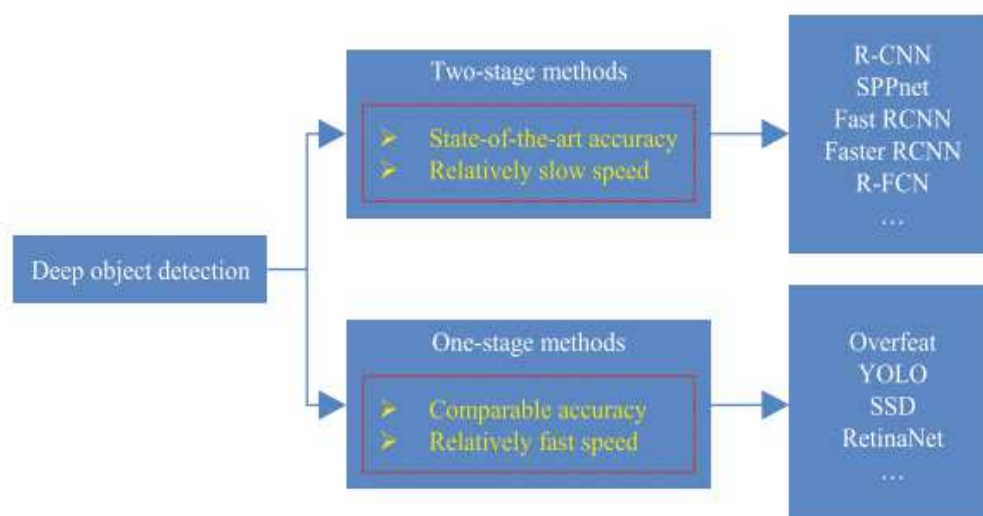 Deep object detection
Two-stage methods
➢ State-of-the-art accuracy
➢ Relatively slow speed
R-CNN
SPPnet
Fast RCNN
Faster RCNN
R-FCN
…
One-stage methods
➢ Comparable accuracy
➢ Relatively fast speed
Overfeat
YOLO
SSD
RetinaNet
…